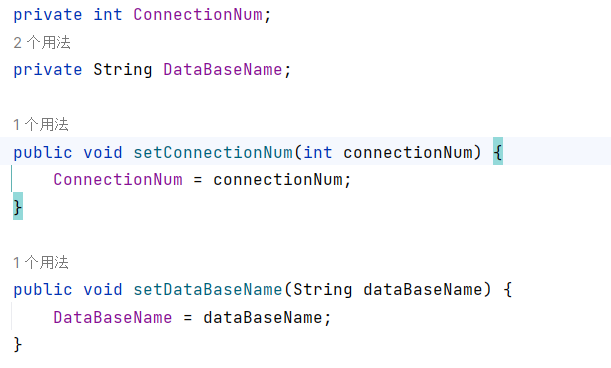 private int ConnectionNum;
2 个用法
private String DataBaseName;
1 个用法
public void setConnectionNum(int connectionNum) {
    ConnectionNum = connectionNum;
}
1 个用法
public void setDataBaseName(String dataBaseName) {
    DataBaseName = dataBaseName;
}